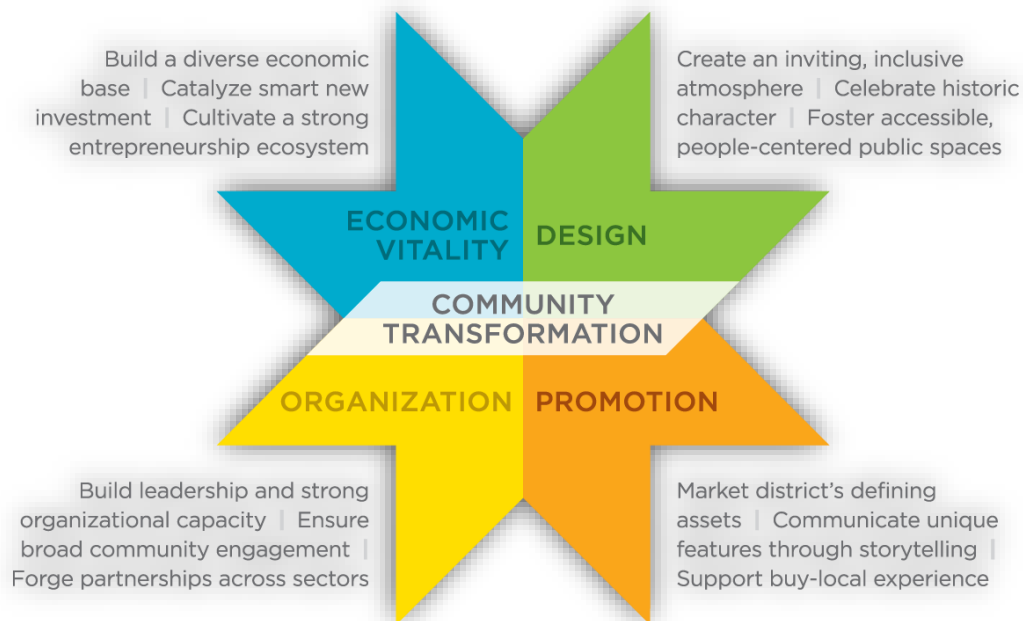 Build a diverse economic
base | Catalyze smart new
investment | Cultivate a strong
entrepreneurship ecosystem
Create an inviting, inclusive
atmosphere | Celebrate historic
character | Foster accessible,
people-centered public spaces
ECONOMIC
VITALITY
DESIGN
COMMUNITY
TRANSFORMATION
ORGANIZATION
PROMOTION
Build leadership and strong
organizational capacity | Ensure
broad community engagement |
Forge partnerships across sectors
Market district’s defining
assets | Communicate unique
features through storytelling |
Support buy-local experience